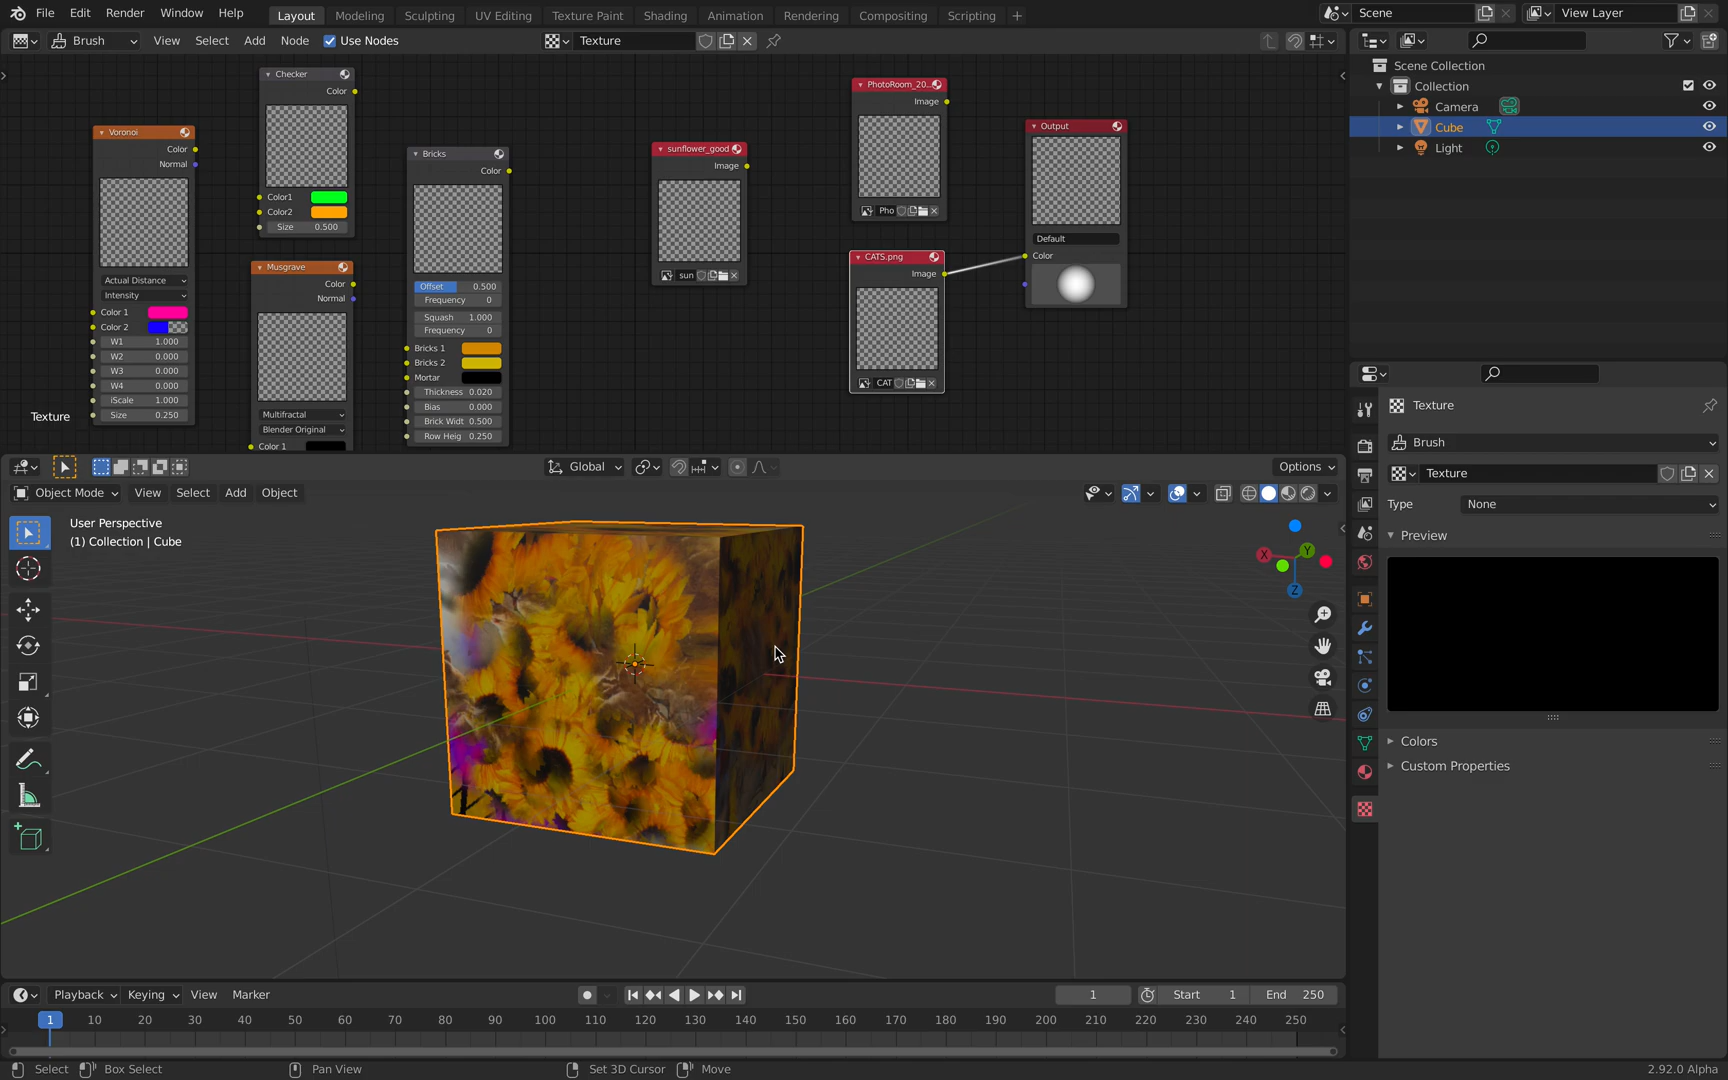 File Edit Render Window Help Layout Modeling Sculpting UV Editing Texture Paint Shading Animation Rendering Compositing Scripting + Scene View Layer
Brush View Select Add Node Use Nodes Texture
Scene Collection
Collection
Camera
Cube
Light
Checker
Color
Color1
Color2
Size 0.500
Voronoi
Color
Normal
Actual Distance
Intensity
Color 1
Color 2
W1 1.000
W2 0.000
W3 0.000
W4 0.000
iScale 1.000
Size 0.250
Musgrave
Color
Normal
Multifractal
Blender Original
Color 1
Bricks
Color
Offset 0.500
Frequency 0
Squash 1.000
Frequency 0
Bricks 1
Bricks 2
Mortar
Thickness 0.020
Bias 0.000
Brick Widt 0.500
Row Heig 0.250
sunflower_good
Image
sun
PhotoRoom_20...
Image
Pho
CATS.png
Image
CAT
Output
Default
Color
Texture
Global Options
Object Mode View Select Add Object
User Perspective
(1) Collection | Cube
X Y Z
Texture
Brush
Texture
Type None
Preview
Colors
Custom Properties
Playback Keying View Marker 1 Start 1 End 250
1 10 20 30 40 50 60 70 80 90 100 110 120 130 140 150 160 170 180 190 200 210 220 230 240 250
Select Box Select Pan View Set 3D Cursor Move 2.92.0 Alpha